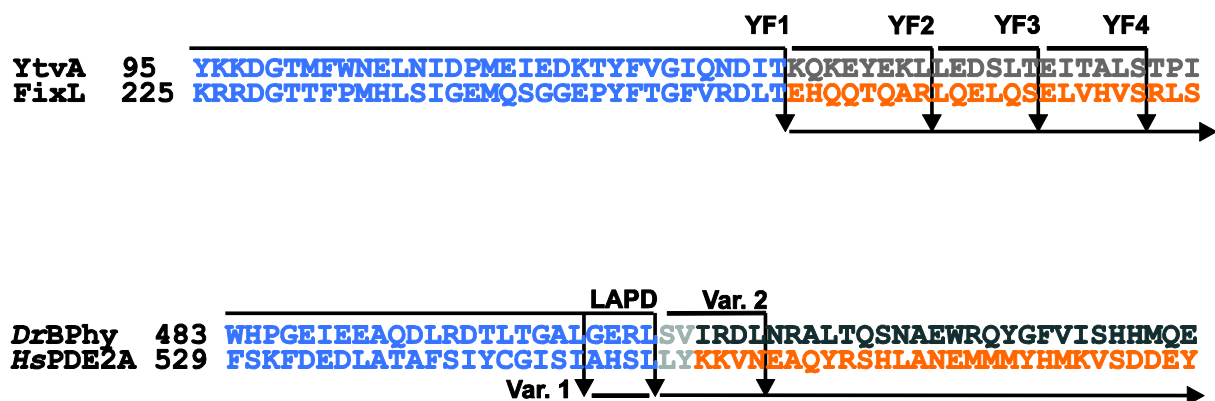 YF1 YF2 YF3 YF4
YtvA 95 YKKDGTMFWNELNIDPMEIEDKTYFVGIQNDITKQKEYEKLLEDSLTEITALSTPI
FixL 225 KRRDGTTFPMHLSIGEMQSGGEPYFTGFVRDLTEHQQTQARLQELQSELVHVSRLS
LAPD Var. 2
DrBPhy 483 WHPGEIEEAQDLRDTLTGALGERLSVIRDLNRALTQSNAEWRQYGFVISHHMQE
HsPDE2A 529 FSKFDEDLATAFSIYCGISIAHSLLYKKVNEAQYRSHLANEMMMYHMKVSDDEY
Var. 1